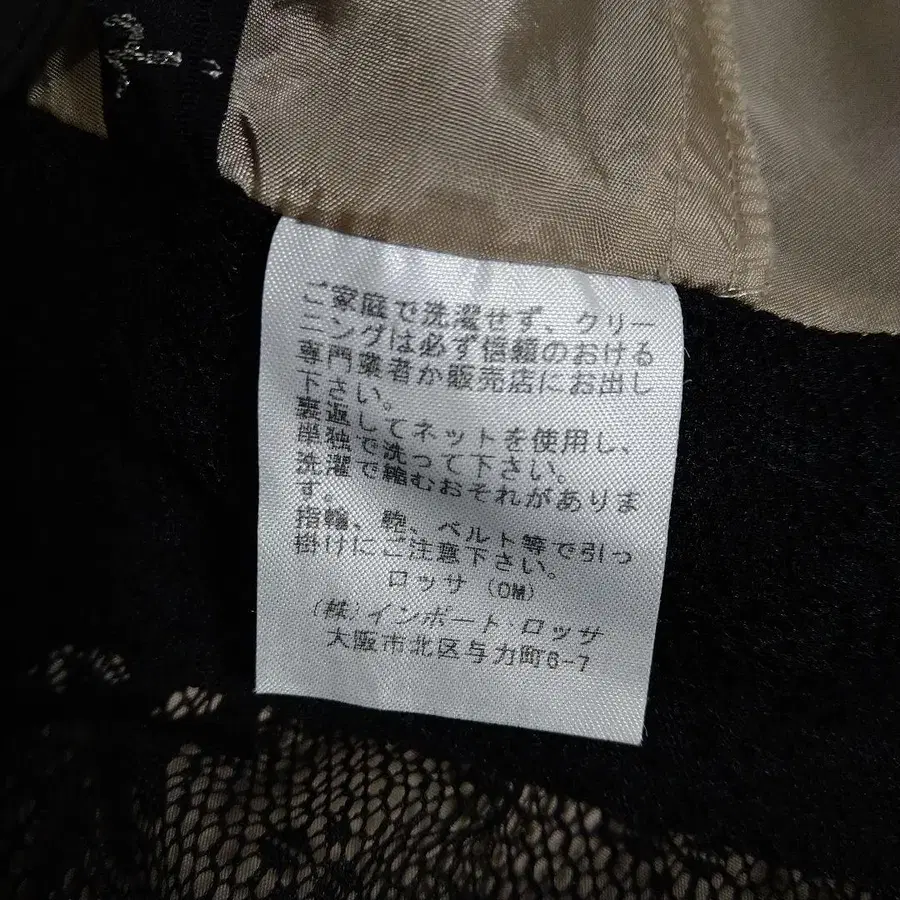 ご家庭で洗濯せず、クリー
ニングは必ず信頼のおける
専門業者か販売店にお出し
下さい。
裏返してネットを使用し、
単独で洗って下さい。
洗濯で縮むおそれがありま
す。
指輪、鞄、ベルト等で引っ
掛けにご注意下さい。
ロッサ (OM)
(株)インポート・ロッサ
大阪市北区与力町6-7